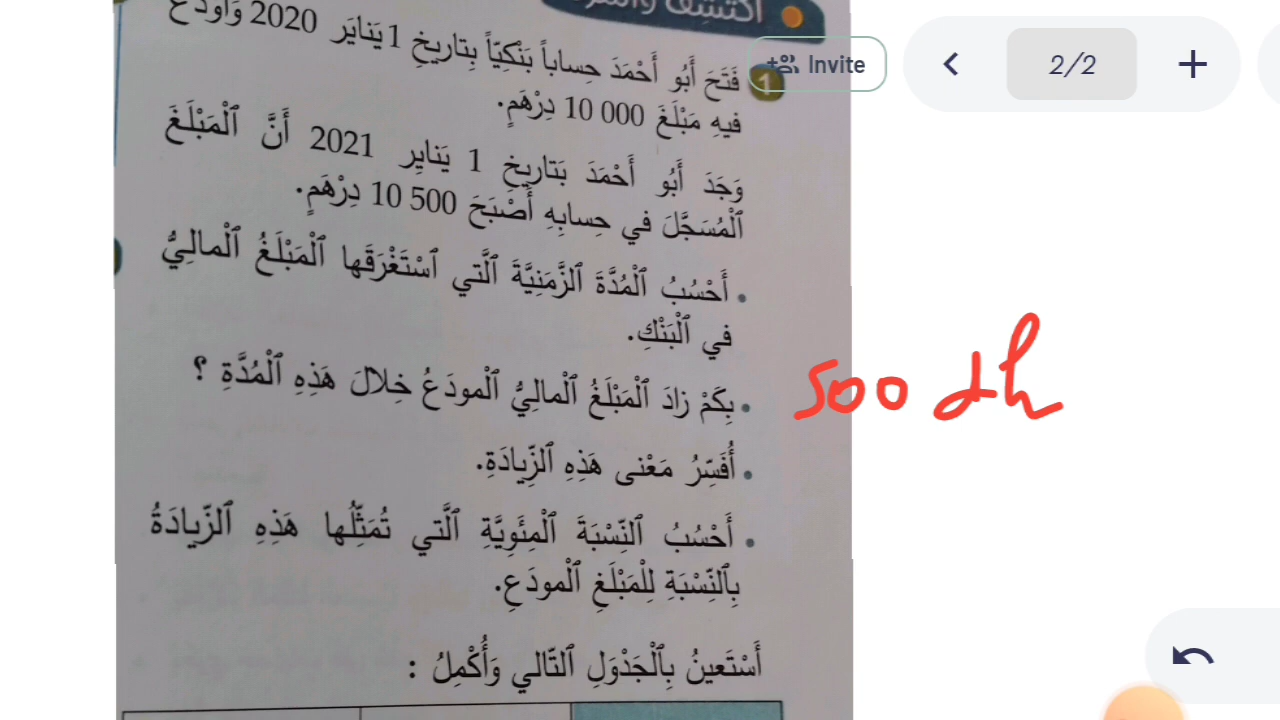 أَكْتَشِفُ
1 فَتَحَ أَبُو أَحْمَدَ حِساباً بَنْكِيّاً بِتاريخِ 1 يَنايَر 2020 وَأَوْدَعَ
فيهِ مَبْلَغَ 000 10 دِرْهَمٍ.
وَجَدَ أَبُو أَحْمَدَ بَتاريخِ 1 يَنايِر 2021 أَنَّ ٱلْمَبْلَغَ
ٱلْمُسَجَّلَ في حِسابِهِ أَصْبَحَ 500 10 دِرْهَمٍ.
• أَحْسُبُ ٱلْمُدَّةَ ٱلزَّمَنِيَّةَ ٱلَّتي ٱسْتَغْرَقَها ٱلْمَبْلَغُ ٱلْمالِيُّ
في ٱلْبَنْكِ.
• بِكَمْ زادَ ٱلْمَبْلَغُ ٱلْمالِيُّ ٱلْمودَعُ خِلالَ هَذِهِ ٱلْمُدَّةِ ؟
500 dh
• أُفَسِّرُ مَعْنى هَذِهِ ٱلزِّيادَةِ.
• أَحْسُبُ ٱلنِّسْبَةَ ٱلْمِئَوِيَّةِ ٱلَّتي تُمَثِّلُها هَذِهِ ٱلزِّيادَةُ
بِٱلنِّسْبَةِ لِلْمَبْلَغِ ٱلْمودَعِ.
أَسْتَعينُ بِٱلْجَدْوَلِ ٱلتّالي وَأُكْمِلُ :
Invite
2/2